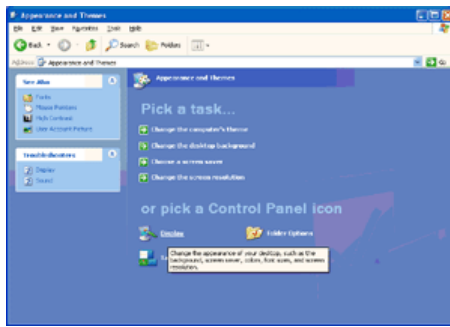 Appearance and Themes
File Edit View Favorites Tools Help
Back Search Folders
Address Appearance and Themes Go
See Also
Fonts
Mouse Pointers
High Contrast
User Account Picture
Troubleshooters
Display
Sound
Appearance and Themes
Pick a task...
Change the computer's theme
Change the desktop background
Choose a screen saver
Change the screen resolution
or pick a Control Panel icon
Display Folder Options
Change the appearance of your desktop, such as the
background, screen saver, colors, font sizes, and screen
resolution.